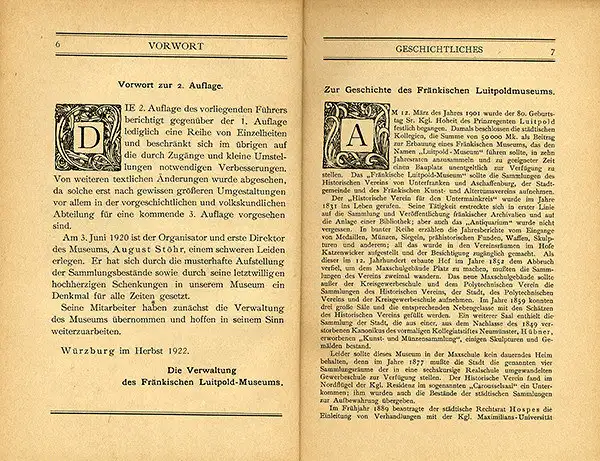 6
VORWORT
Vorwort zur 2. Auflage.
DIE 2. Auflage des vorliegenden Führers
berichtigt gegenüber der 1. Auflage
lediglich eine Reihe von Einzelheiten
und beschränkt sich im übrigen auf
die durch Zugänge und kleine Umstel-
lungen notwendigen Verbesserungen.
Von weiteren textlichen Änderungen wurde abgesehen,
da solche erst nach gewissen größeren Umgestaltungen
vor allem in der vorgeschichtlichen und volkskundlichen
Abteilung für eine kommende 3. Auflage vorgesehen
sind.
Am 3. Juni 1920 ist der Organisator und erste Direktor
des Museums, August Stöhr, einem schweren Leiden
erlegen. Er hat sich durch die musterhafte Aufstellung
der Sammlungsbestände sowie durch seine letztwilligen
hochherzigen Schenkungen in unserem Museum ein
Denkmal für alle Zeiten gesetzt.
Seine Mitarbeiter haben zunächst die Verwaltung
des Museums übernommen und hoffen in seinem Sinn
weiterzuarbeiten.
Würzburg im Herbst 1922.
Die Verwaltung
des Fränkischen Luitpold-Museums.
GESCHICHTLICHES
7
Zur Geschichte des Fränkischen Luitpoldmuseums.
AM 12. März des Jahres 1901 wurde der 80. Geburts-
tag Sr. Kgl. Hoheit des Prinzregenten Luitpold
festlich begangen. Damals beschlossen die städtischen
Kollegien, die Summe von 50000 Mk. als Beitrag
zur Erbauung eines Fränkischen Museums, das den
Namen „Luitpold-Museum“ führen sollte, in zehn
Jahresraten anzusammeln und zu geeigneter Zeit
einen Bauplatz unentgeltlich zur Verfügung zu
stellen. Das „Fränkische Luitpold-Museum“ sollte die Sammlungen des
Historischen Vereins von Unterfranken und Aschaffenburg, der Stadt-
gemeinde und des Fränkischen Kunst- und Altertumsvereins aufnehmen.
Der „Historische Verein für den Untermainkreis“ wurde im Jahre
1831 ins Leben gerufen. Seine Tätigkeit erstreckte sich in erster Linie
auf die Sammlung und Veröffentlichung fränkischer Archivalien und auf
die Anlage einer Bibliothek; aber auch das „Antiquarium“ wurde nicht
vergessen. In bunter Reihe erzählen die Jahresberichte vom Eingange
von Medaillen, Münzen, Siegeln, prähistorischen Funden, Waffen, Skulp-
turen und anderem; all das wurde in den Vereinsräumen im Hofe
Katzenwicker aufgestellt und der Besichtigung zugänglich gemacht. Als
dieser im 12. Jahrhundert erbaute Hof im Jahre 1852 dem Abbruch
verfiel, um dem Maxschulgebäude Platz zu machen, mußten die Samm-
lungen des Vereins zweimal wandern. Das neue Maxschulgebäude sollte
außer der Kreisgewerbeschule und dem Polytechnischen Verein die
Sammlungen des Historischen Vereins, der Stadt, des Polytechnischen
Vereins und der Kreisgewerbeschule aufnehmen. Im Jahre 1859 konnten
drei große Säle und die entsprechenden Nebengelasse mit den Schätzen
des Historischen Vereins gefüllt werden. Ein weiterer Saal enthielt die
Sammlung der Stadt, die aus einer, aus dem Nachlasse des 1849 ver-
storbenen Kanonikus des vormaligen Kollegiatstiftes Neumünster, Hübner,
erworbenen „Kunst- und Münzensammlung“, einigen Skulpturen und Ge-
mälden bestand.
Leider sollte dieses Museum in der Maxschule kein dauerndes Heim
behalten, denn im Jahre 1877 mußte die Stadt die genannten vier
Sammlungsräume der in eine sechskursige Realschule umgewandelten
Gewerbeschule zur Verfügung stellen. Der Historische Verein fand im
Nordflügel der Kgl. Residenz im sogenannten „Carousselsaal“ ein Unter-
kommen; ihm wurden auch die Bestände der städtischen Sammlungen
zur Aufbewahrung übergeben.
Im Frühjahr 1889 beantragte der städtische Rechtsrat Hospes die
Einleitung von Verhandlungen mit der Kgl. Maximilians-Universität